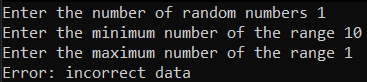 Enter the number of random numbers 1
Enter the minimum number of the range 10
Enter the maximum number of the range 1
Error: incorrect data